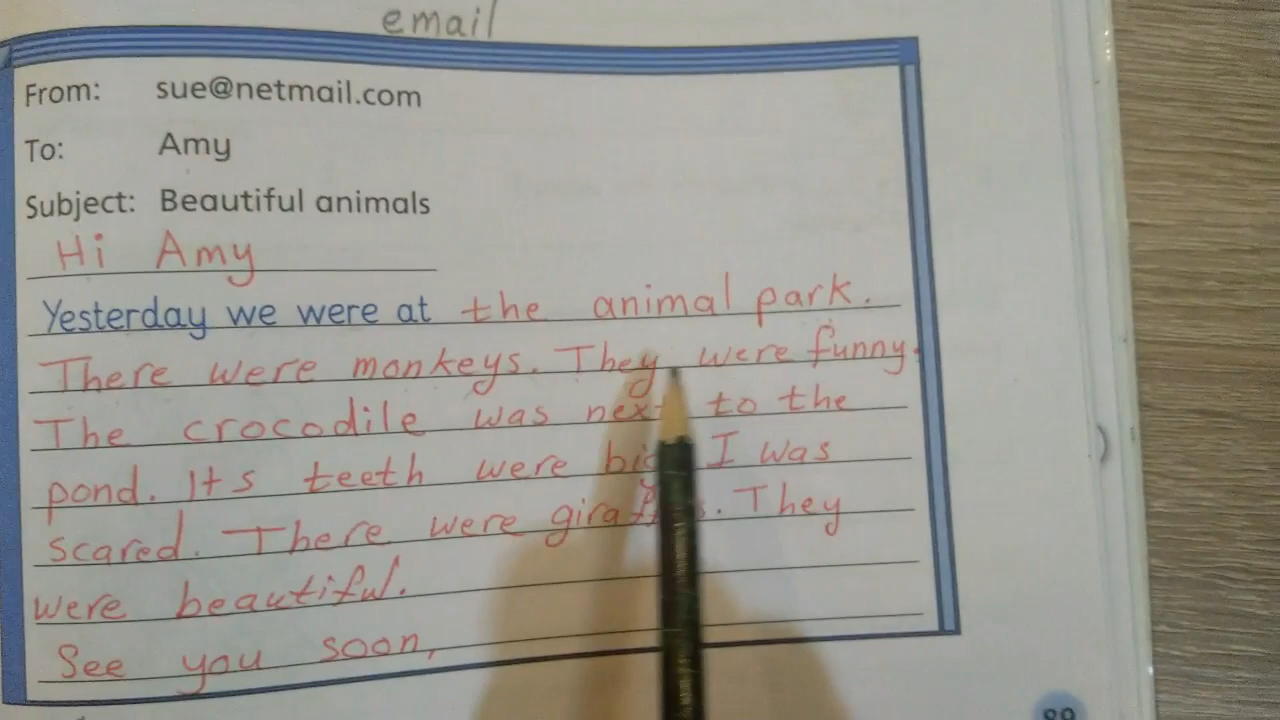 email
From: sue@netmail.com
To: Amy
Subject: Beautiful animals
Hi Amy
Yesterday we were at the animal park.
There were monkeys. They were funny.
The crocodile was next to the
pond. Its teeth were big I was
scared. There were giraffes. They
were beautiful.
See you soon,
89